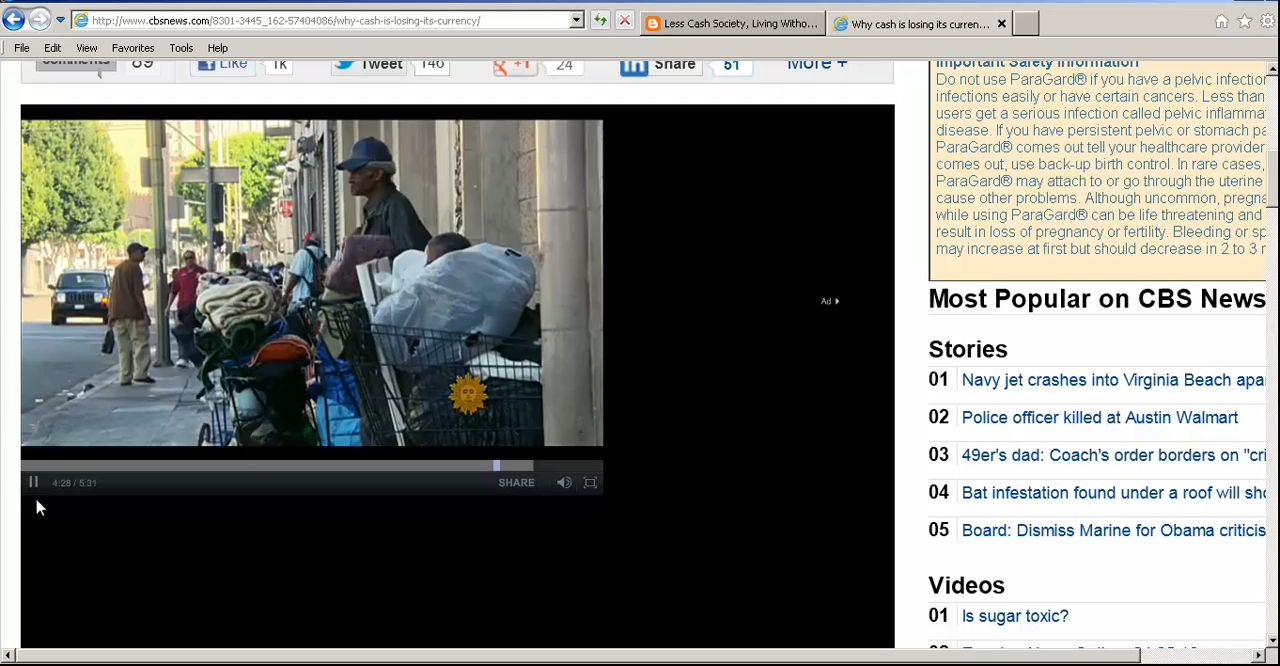 http://www.cbsnews.com/8301-3445_162-57404086/why-cash-is-losing-its-currency/
Less Cash Society, Living Witho...
Why cash is losing its curren...
File Edit View Favorites Tools Help
comments 89 Like 1k Tweet 146 +1 24 Share 51 More +
Important Safety Information
Do not use ParaGard® if you have a pelvic infection
infections easily or have certain cancers. Less than
users get a serious infection called pelvic inflamma
disease. If you have persistent pelvic or stomach pa
ParaGard® comes out tell your healthcare provider
comes out, use back-up birth control. In rare cases,
ParaGard® may attach to or go through the uterine
cause other problems. Although uncommon, pregna
while using ParaGard® can be life threatening and
result in loss of pregnancy or fertility. Bleeding or sp
may increase at first but should decrease in 2 to 3 m
ATM
Ad
4:28 / 5:31
SHARE
Most Popular on CBS News
Stories
01 Navy jet crashes into Virginia Beach apa
02 Police officer killed at Austin Walmart
03 49er's dad: Coach's order borders on "cri
04 Bat infestation found under a roof will sho
05 Board: Dismiss Marine for Obama criticis
Videos
01 Is sugar toxic?